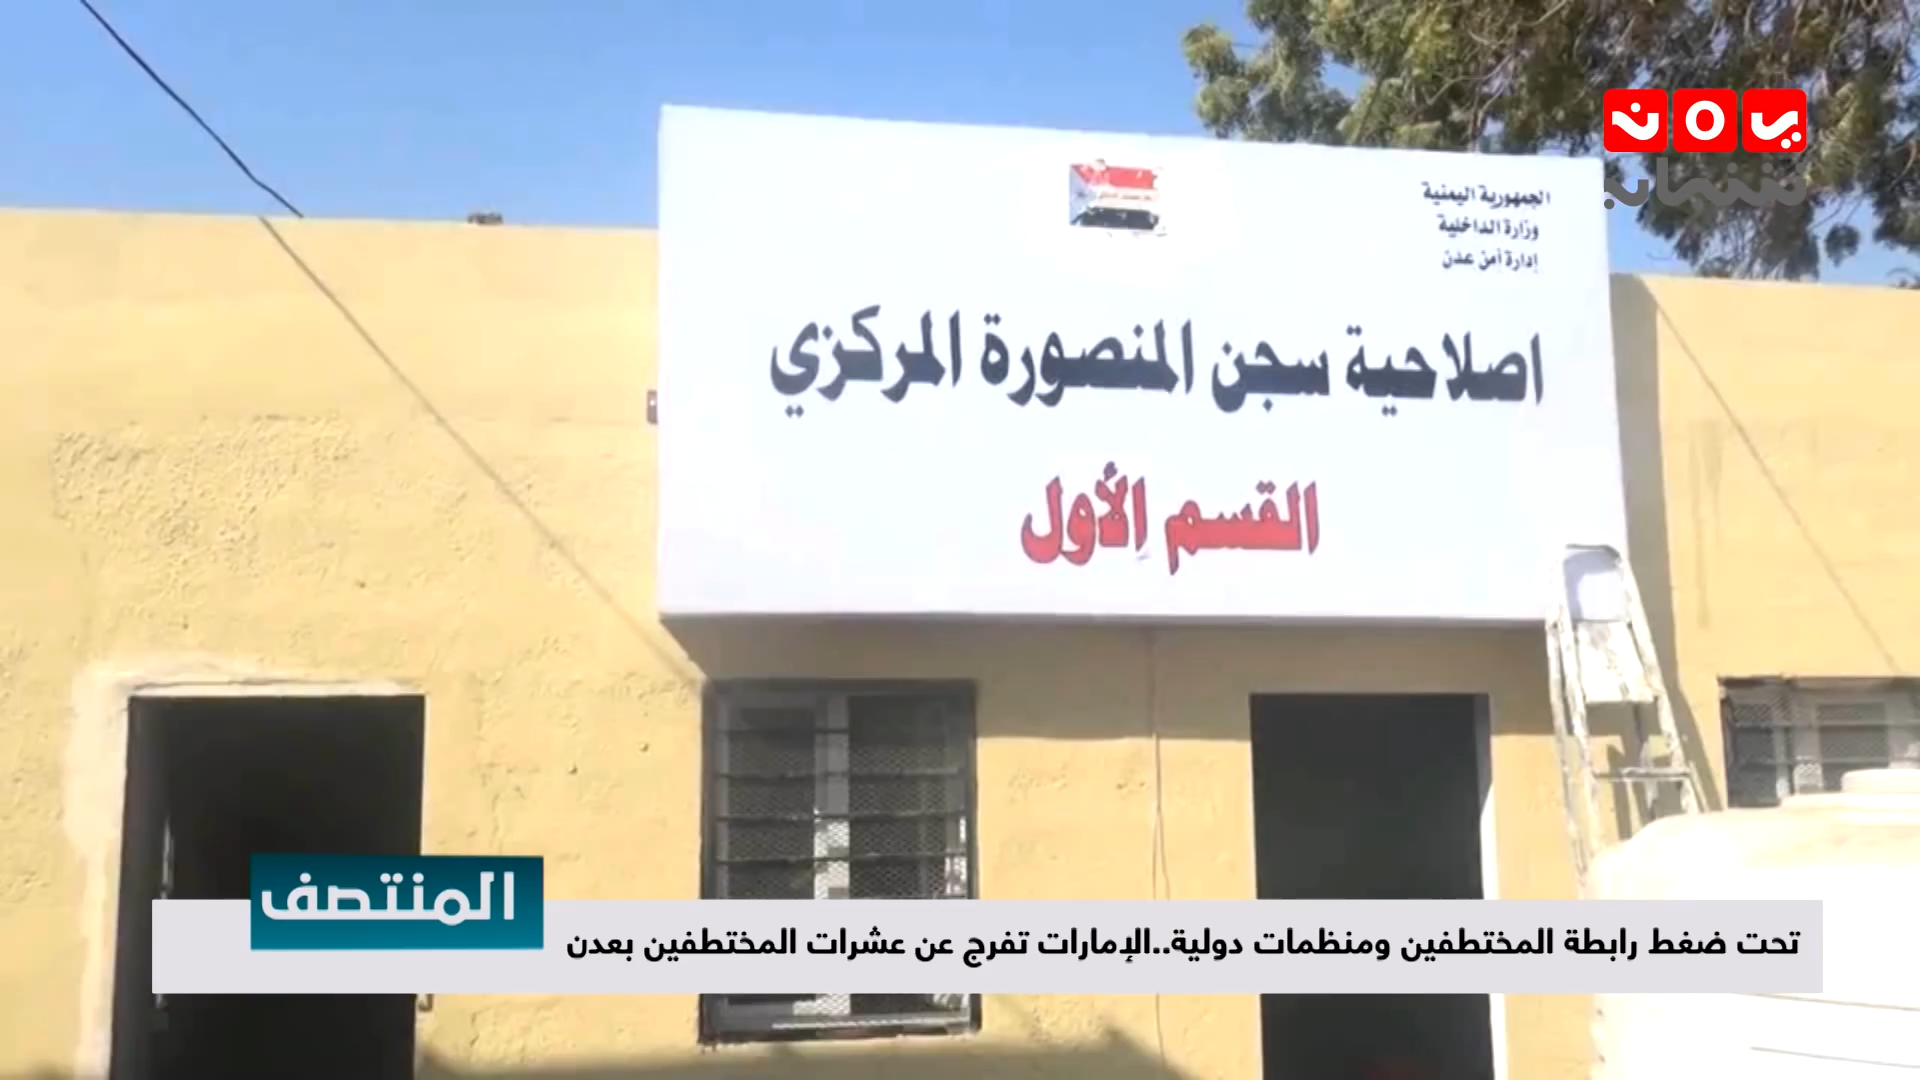 يمن
شباب
الجمهورية اليمنية
وزارة الداخلية
إدارة أمن عدن
اصلاحية سجن المنصورة المركزي
القسم الأول
المنتصف
تحت ضغط رابطة المختطفين ومنظمات دولية..الإمارات تفرج عن عشرات المختطفين بعدن